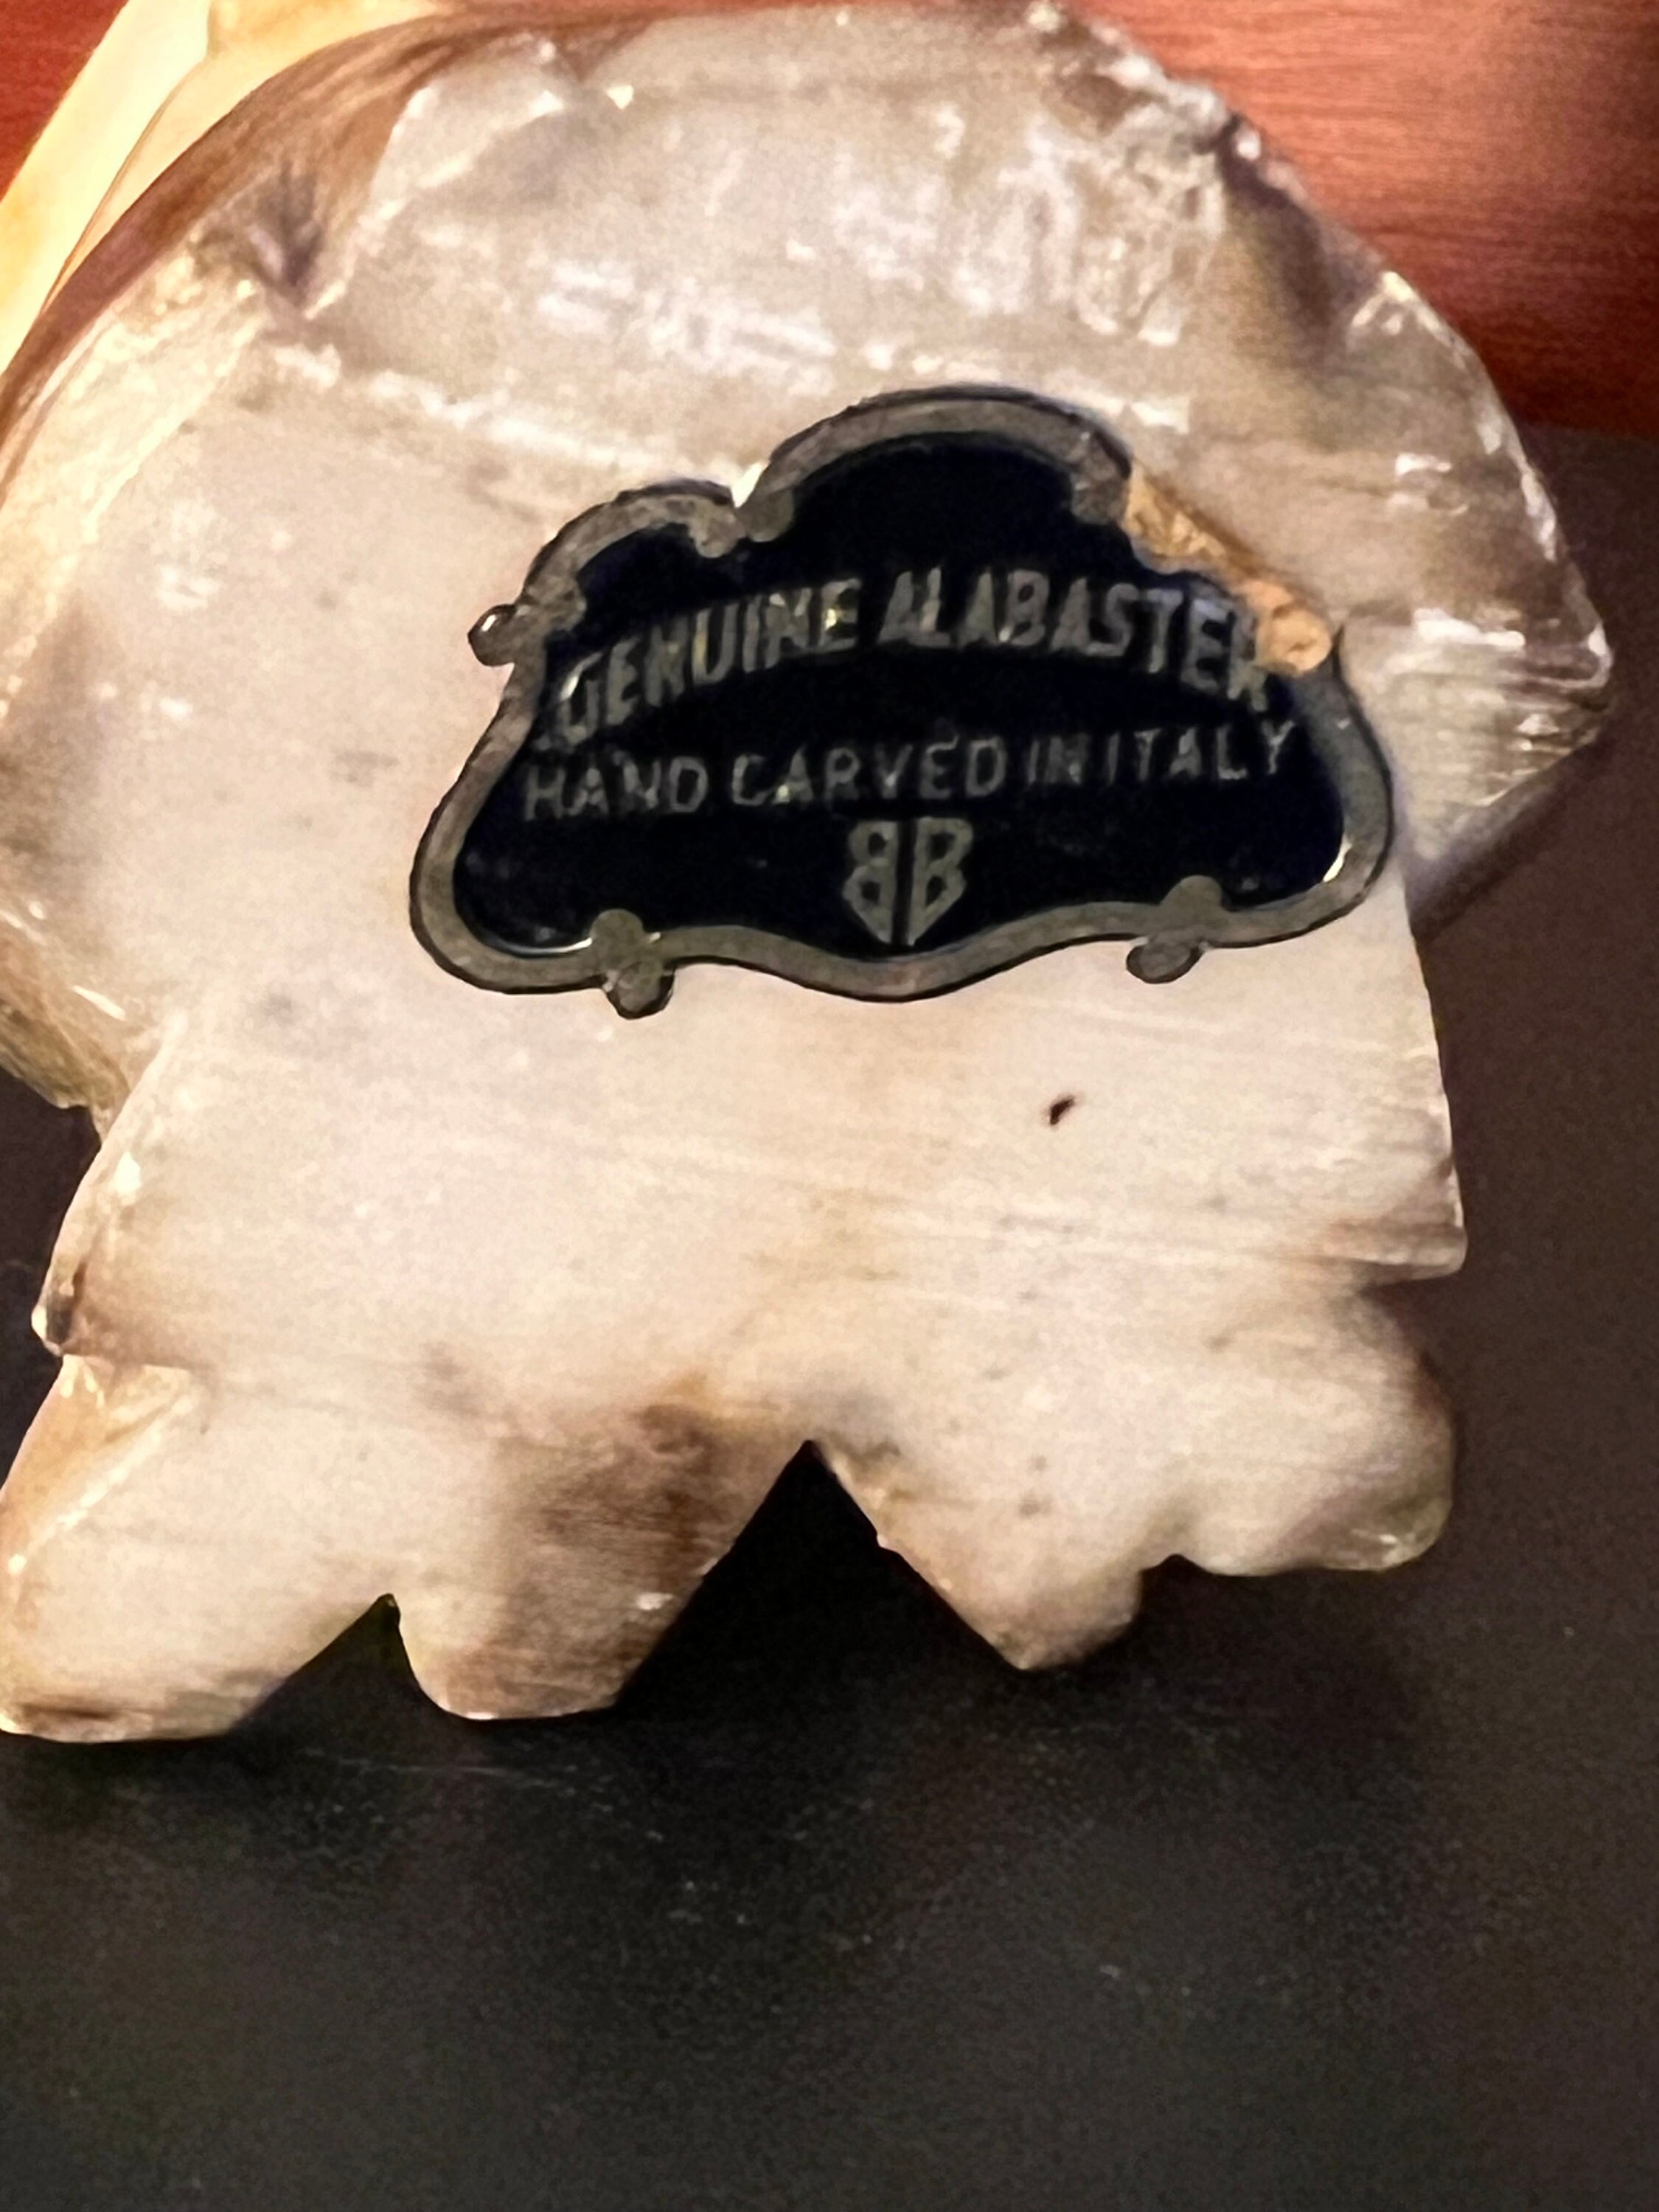 GENUINE ALABASTER
HAND CARVED IN ITALY
BB